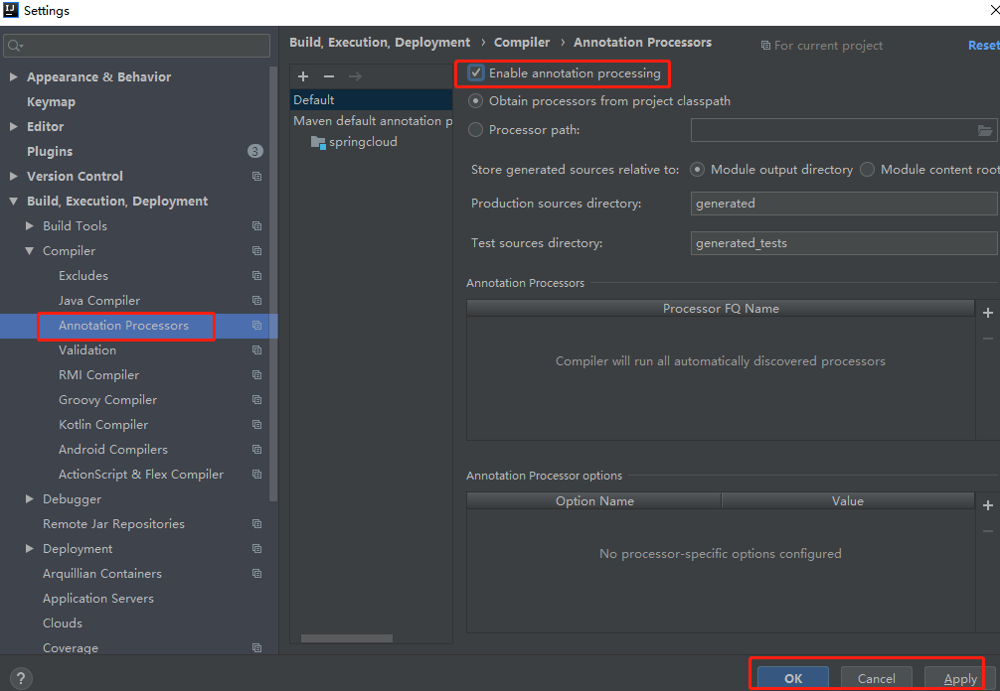 Settings
Build, Execution, Deployment › Compiler › Annotation Processors For current project Reset
Appearance & Behavior
Keymap
Editor
Plugins 3
Version Control
Build, Execution, Deployment
Build Tools
Compiler
Excludes
Java Compiler
Annotation Processors
Validation
RMI Compiler
Groovy Compiler
Kotlin Compiler
Android Compilers
ActionScript & Flex Compiler
Debugger
Remote Jar Repositories
Deployment
Arquillian Containers
Application Servers
Clouds
Coverage
Default
Maven default annotation p
springcloud
Enable annotation processing
Obtain processors from project classpath
Processor path:
Store generated sources relative to: Module output directory Module content root
Production sources directory: generated
Test sources directory: generated_tests
Annotation Processors
Processor FQ Name
Compiler will run all automatically discovered processors
Annotation Processor options
Option Name Value
No processor-specific options configured
? OK Cancel Apply